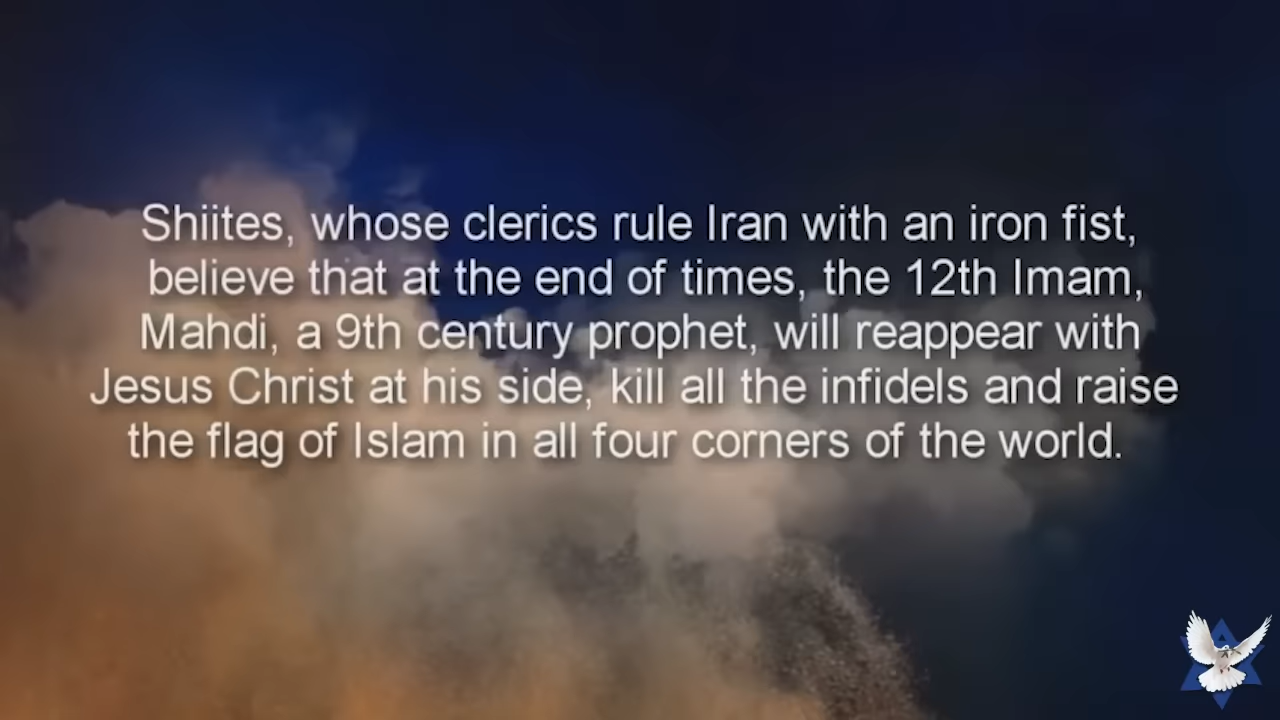 Shiites, whose clerics rule Iran with an iron fist,
believe that at the end of times, the 12th Imam,
Mahdi, a 9th century prophet, will reappear with
Jesus Christ at his side, kill all the infidels and raise
the flag of Islam in all four corners of the world.